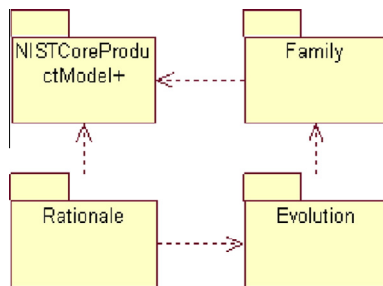 NISTCoreProdu
ctModel+
Family
Rationale
Evolution